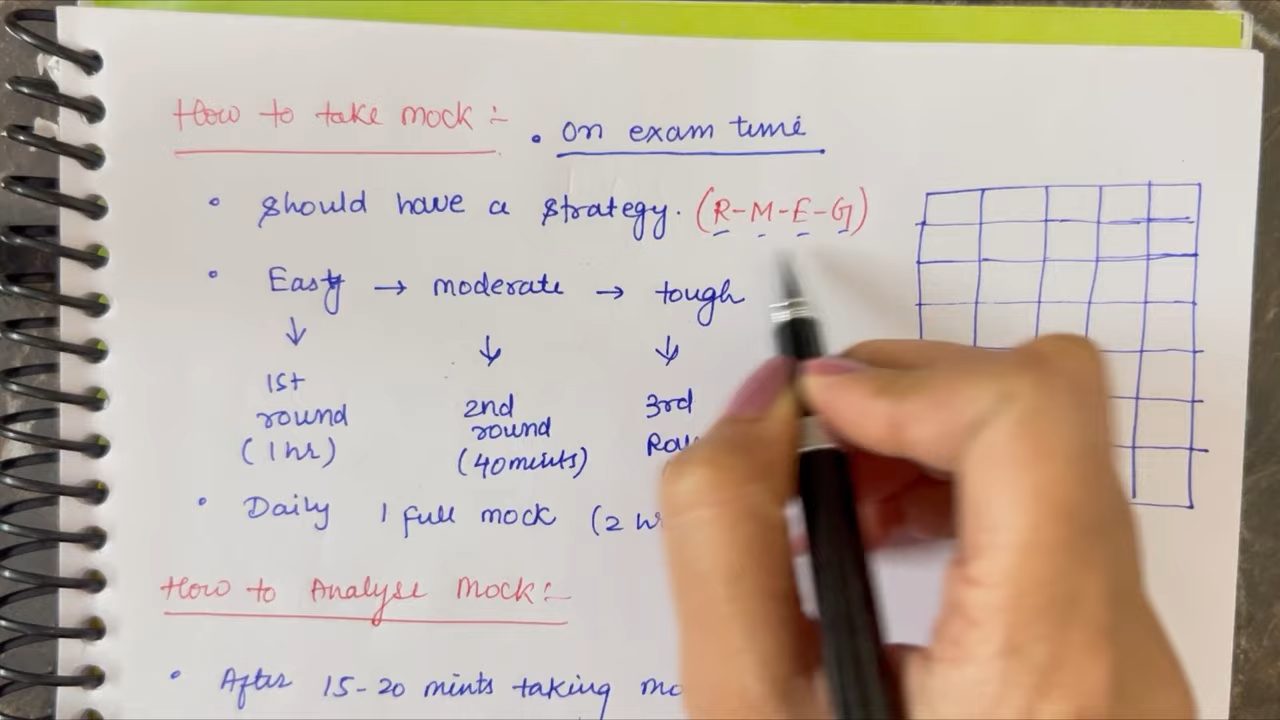 How to take mock :-
• on exam time
• Should have a strategy. (R-M-E-G)
• Easy → moderate → tough
↓ ↓ ↓
1st round (1 hr)
2nd round (40 mints)
3rd
• Daily 1 full mock (2
How to Analyse Mock:-
• After 15-20 mints taking